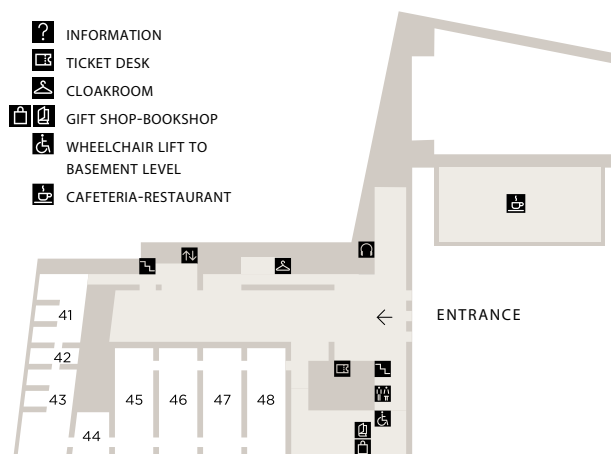 ?
INFORMATION
TICKET DESK
CLOAKROOM
GIFT SHOP-BOOKSHOP
WHEELCHAIR LIFT TO
BASEMENT LEVEL
CAFETERIA-RESTAURANT
ENTRANCE
41
42
43
44
45
46
47
48